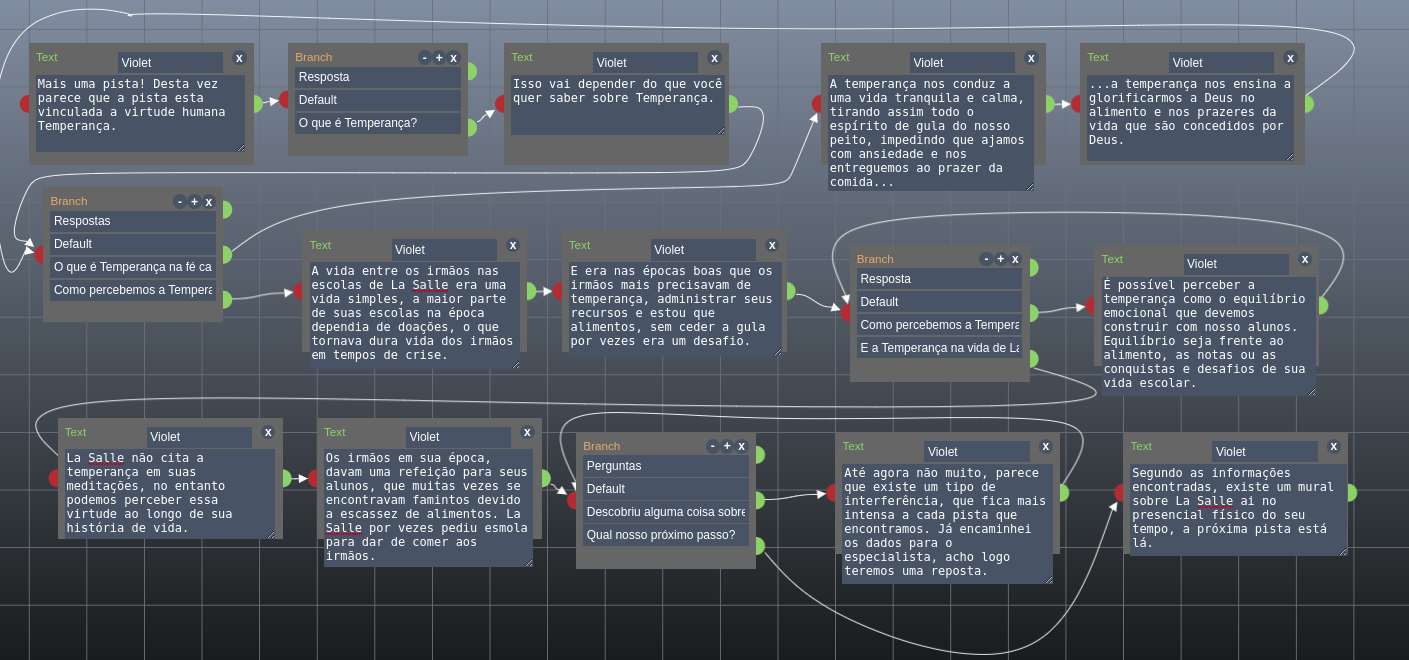 Text
Violet
x
Mais uma pista! Desta vez
parece que a pista esta
vinculada a virtude humana
Temperança.
Branch
- + x
Resposta
Default
O que é Temperança?
Text
Violet
x
Isso vai depender do que você
quer saber sobre Temperança.
Text
Violet
x
A temperança nos conduz a
uma vida tranquila e calma,
tirando assim todo o
espírito de gula do nosso
peito, impedindo que ajamos
com ansiedade e nos
entreguemos ao prazer da
comida...
Text
Violet
x
...a temperança nos ensina a
glorificarmos a Deus no
alimento e nos prazeres da
vida que são concedidos por
Deus.
Branch
- + x
Respostas
Default
O que é Temperança na fé ca
Como percebemos a Tempera
Text
Violet
x
A vida entre os irmãos nas
escolas de La Salle era uma
vida simples, a maior parte
de suas escolas na época
dependia de doações, o que
tornava dura vida dos irmãos
em tempos de crise.
Text
Violet
x
E era nas épocas boas que os
irmãos mais precisavam de
temperança, administrar seus
recursos e estou que
alimentos, sem ceder a gula
por vezes era um desafio.
Branch
- + x
Resposta
Default
Como percebemos a Tempera
E a Temperança na vida de La
Text
Violet
x
É possível perceber a
temperança como o equilíbrio
emocional que devemos
construir com nosso alunos.
Equilíbrio seja frente ao
alimento, as notas ou as
conquistas e desafios de sua
vida escolar.
Text
Violet
x
La Salle não cita a
temperança em suas
meditações, no entanto
podemos perceber essa
virtude ao longo de sua
história de vida.
Text
Violet
x
Os irmãos em sua época,
davam uma refeição para seus
alunos, que muitas vezes se
encontravam famintos devido
a escassez de alimentos. La
Salle por vezes pediu esmola
para dar de comer aos
irmãos.
Branch
- + x
Perguntas
Default
Descobriu alguma coisa sobre
Qual nosso próximo passo?
Text
Violet
x
Até agora não muito, parece
que existe um tipo de
interferência, que fica mais
intensa a cada pista que
encontramos. Já encaminhei
os dados para o
especialista, acho logo
teremos uma reposta.
Text
Violet
x
Segundo as informações
encontradas, existe um mural
sobre La Salle ai no
presencial físico do seu
tempo, a próxima pista está
lá.